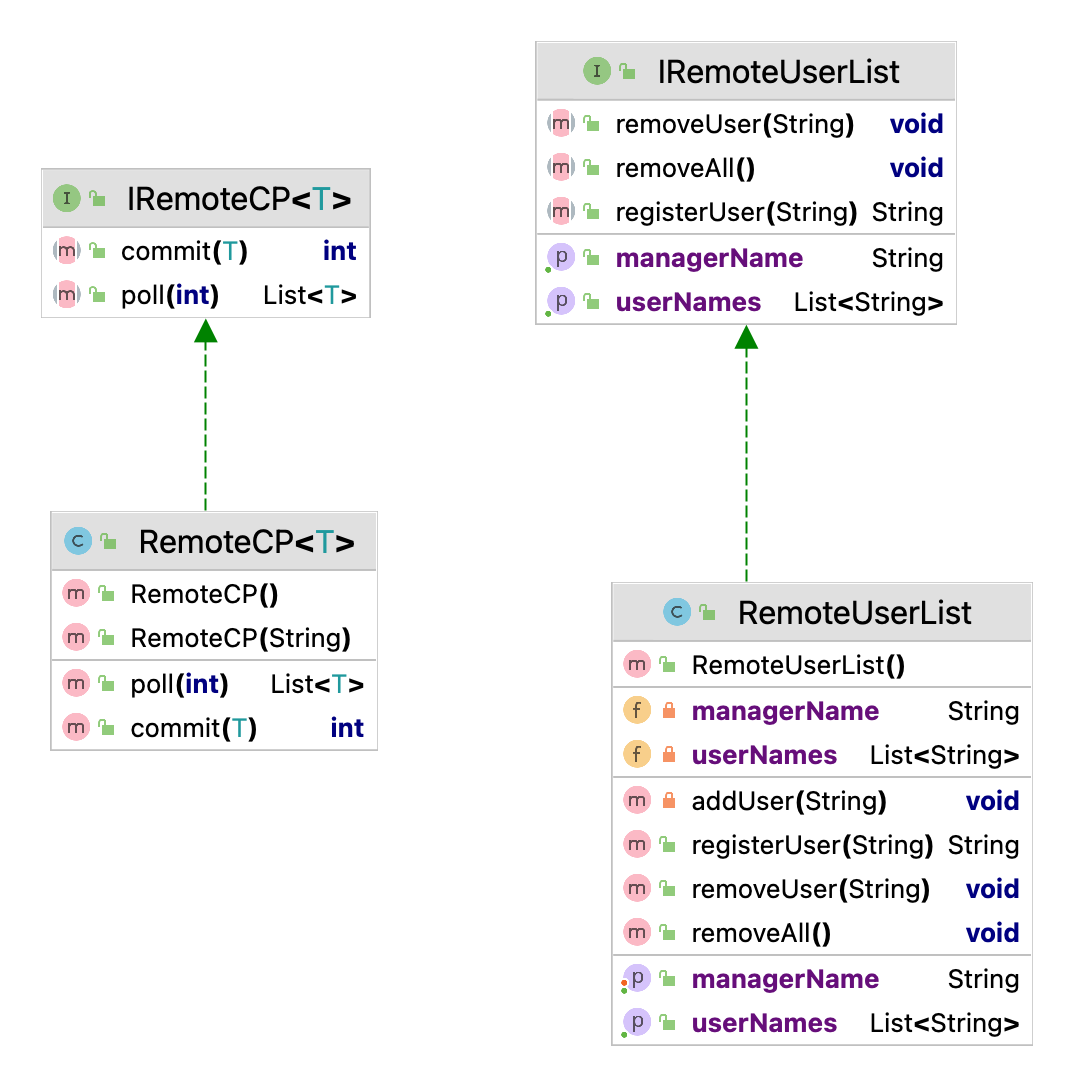 IRemoteCP<T>
commit(T) int
poll(int) List<T>
RemoteCP<T>
RemoteCP()
RemoteCP(String)
poll(int) List<T>
commit(T) int
IRemoteUserList
removeUser(String) void
removeAll() void
registerUser(String) String
managerName String
userNames List<String>
RemoteUserList
RemoteUserList()
managerName String
userNames List<String>
addUser(String) void
registerUser(String) String
removeUser(String) void
removeAll() void
managerName String
userNames List<String>